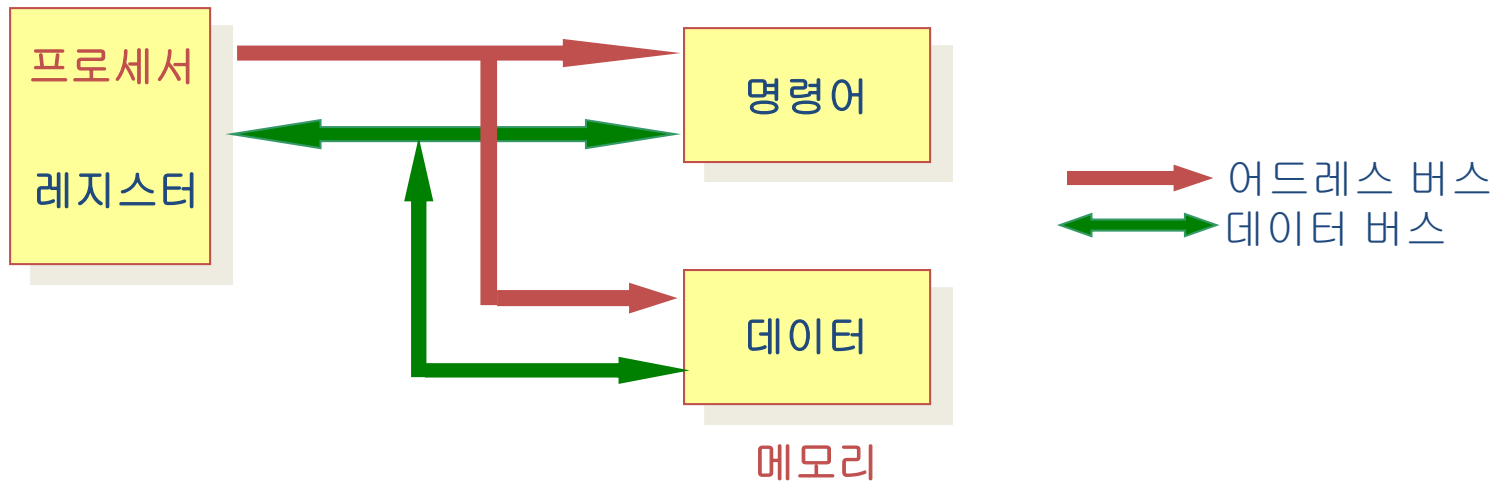 프로세서
레지스터
명령어
데이터
메모리
어드레스 버스
데이터 버스